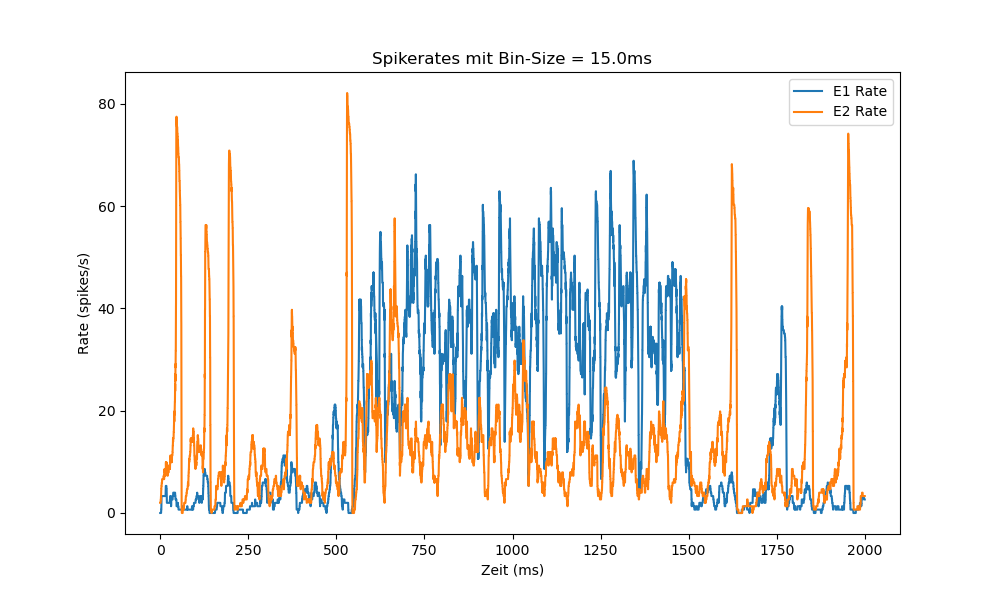 Spikerates mit Bin-Size = 15.0ms
E1 Rate
E2 Rate
Rate (spikes/s)
80
60
40
20
0
0 250 500 750 1000 1250 1500 1750 2000
Zeit (ms)